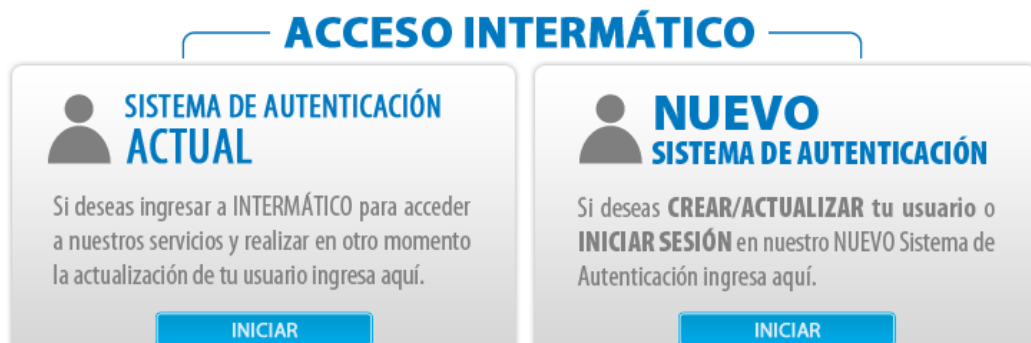 ACCESO INTERMÁTICO
SISTEMA DE AUTENTICACIÓN
ACTUAL
Si deseas ingresar a INTERMÁTICO para acceder
a nuestros servicios y realizar en otro momento
la actualización de tu usuario ingresa aquí.
INICIAR
NUEVO
SISTEMA DE AUTENTICACIÓN
Si deseas CREAR/ACTUALIZAR tu usuario o
INICIAR SESIÓN en nuestro NUEVO Sistema de
Autenticación ingresa aquí.
INICIAR